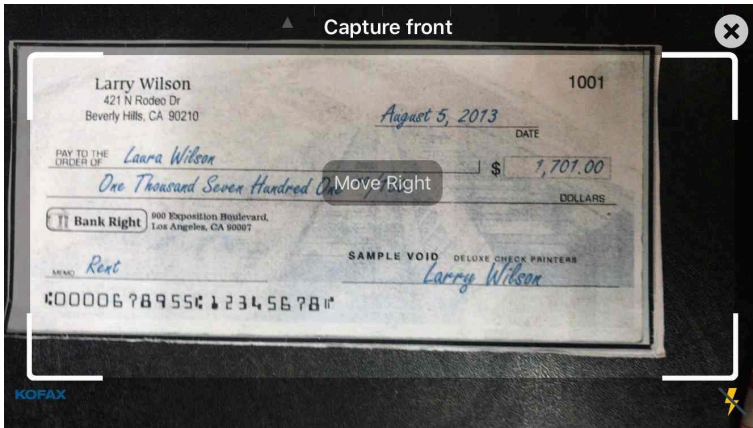 Capture front
Larry Wilson
1001
421 N Rodeo Dr
Beverly Hills, CA 90210
August 5, 2013
DATE
PAY TO THE
ORDER OF Laura Wilson $ 1,701.00
One Thousand Seven Hundred One
Move Right
DOLLARS
Bank Right
900 Exposition Boulevard,
Los Angeles, CA 90007
SAMPLE VOID DELUXE CHECK PRINTERS
MEMO Rent
Larry Wilson
⑆000067895⑆12345678⑈
KOFAX